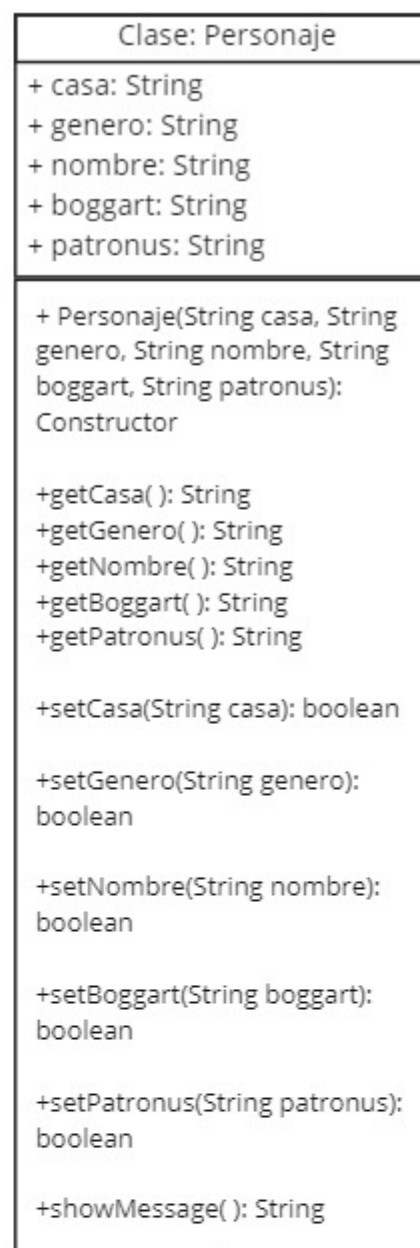 Clase: Personaje
+ casa: String
+ genero: String
+ nombre: String
+ boggart: String
+ patronus: String
+ Personaje(String casa, String
genero, String nombre, String
boggart, String patronus):
Constructor
+getCasa( ): String
+getGenero( ): String
+getNombre( ): String
+getBoggart( ): String
+getPatronus( ): String
+setCasa(String casa): boolean
+setGenero(String genero):
boolean
+setNombre(String nombre):
boolean
+setBoggart(String boggart):
boolean
+setPatronus(String patronus):
boolean
+showMessage( ): String